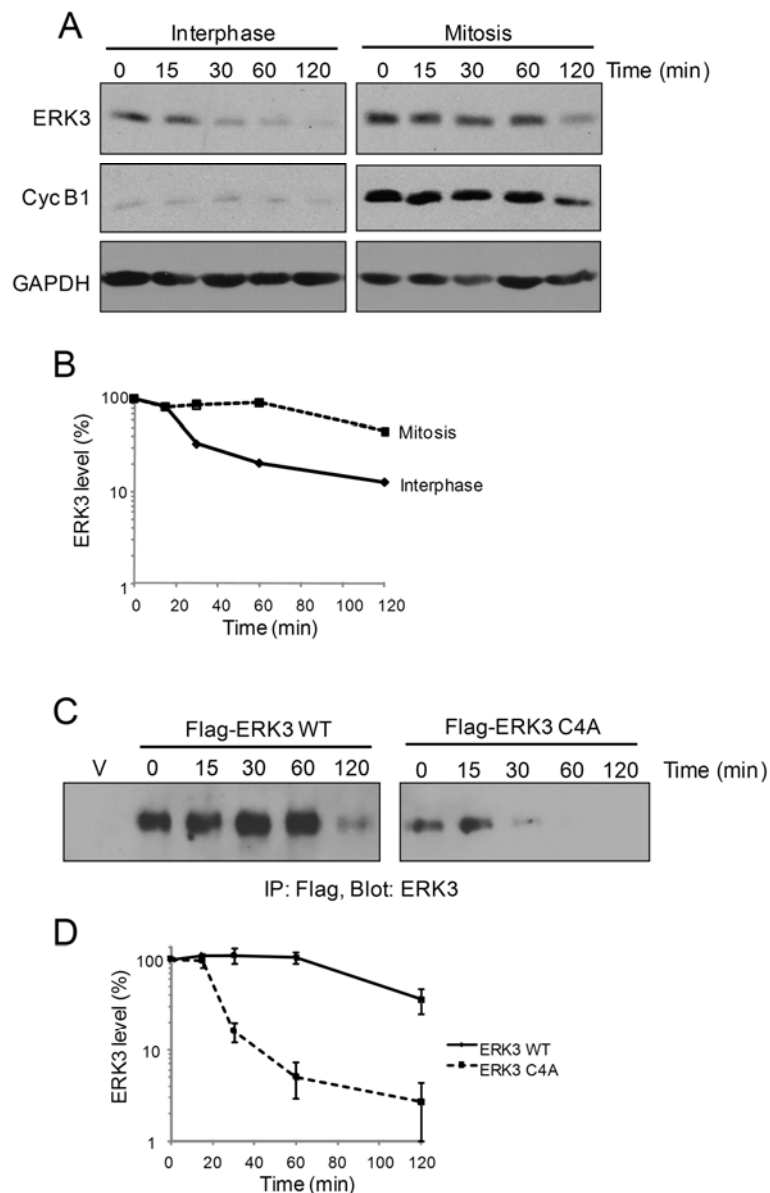 A
Interphase Mitosis
0 15 30 60 120 0 15 30 60 120 Time (min)
ERK3
Cyc B1
GAPDH
B
ERK3 level (%)
100
10
1
Mitosis
Interphase
0 20 40 60 80 100 120
Time (min)
C
Flag-ERK3 WT Flag-ERK3 C4A
V 0 15 30 60 120 0 15 30 60 120 Time (min)
IP: Flag, Blot: ERK3
D
ERK3 level (%)
100
10
1
ERK3 WT
ERK3 C4A
0 20 40 60 80 100 120
Time (min)